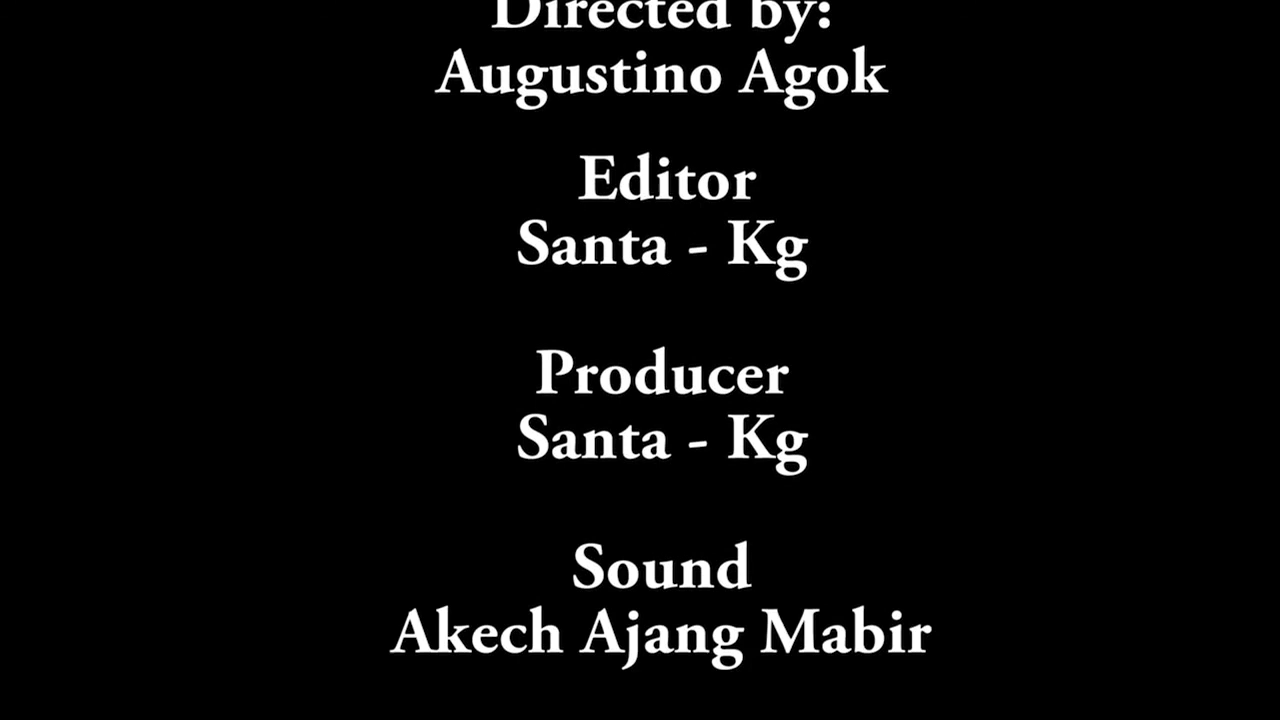 Directed by:
Augustino Agok
Editor
Santa - Kg
Producer
Santa - Kg
Sound
Akech Ajang Mabir